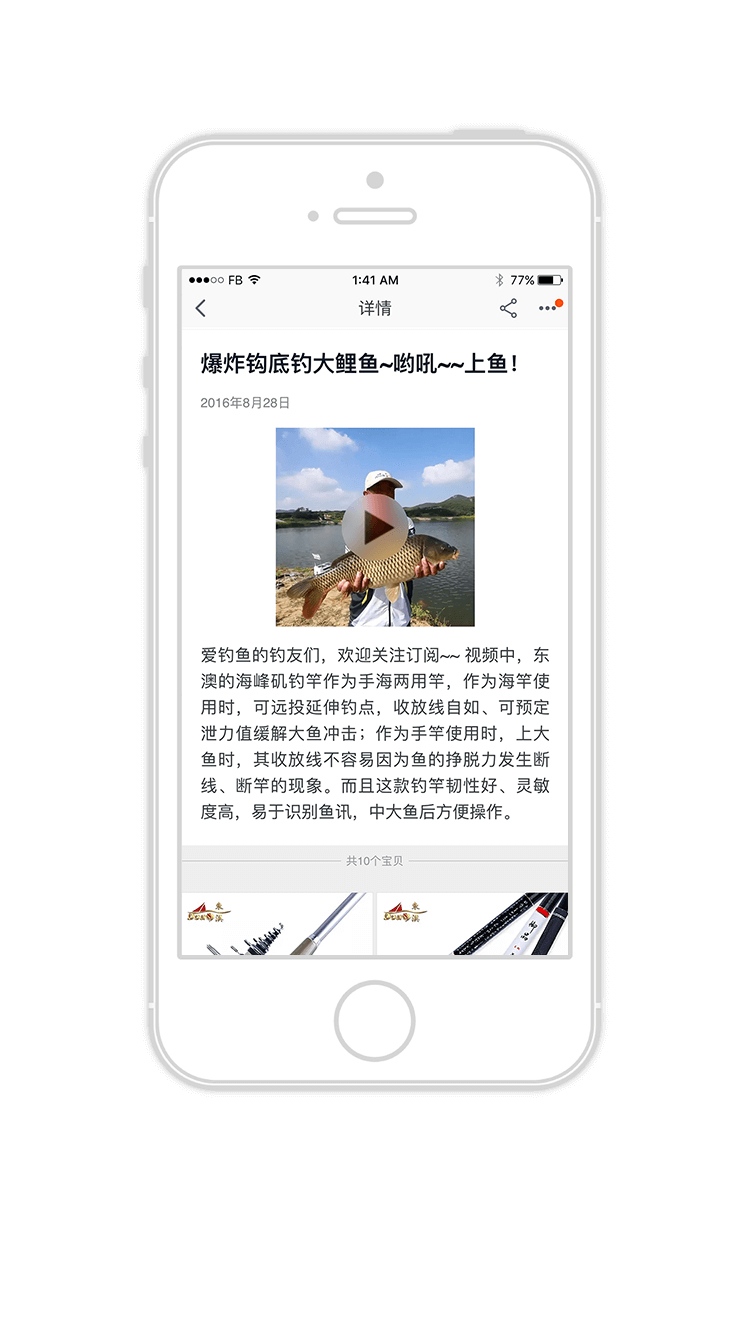 FB 1:41 AM 77%
详情
爆炸钩底钓大鲤鱼~哟吼~~上鱼！
2016年8月28日
爱钓鱼的钓友们，欢迎关注订阅~~ 视频中，东
澳的海峰矶钓竿作为手海两用竿，作为海竿使
用时，可远投延伸钓点，收放线自如、可预定
泄力值缓解大鱼冲击；作为手竿使用时，上大
鱼时，其收放线不容易因为鱼的挣脱力发生断
线、断竿的现象。而且这款钓竿韧性好、灵敏
度高，易于识别鱼讯，中大鱼后方便操作。
共10个宝贝